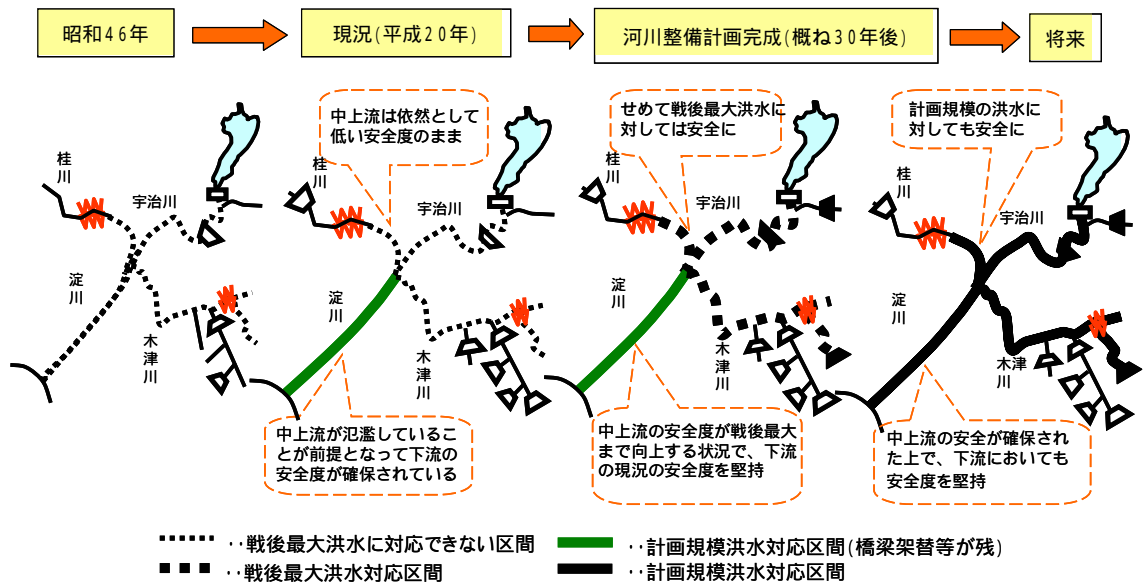 昭和46年
現況(平成20年)
河川整備計画完成(概ね30年後)
将来
桂川
宇治川
淀川
木津川
中上流は依然として
低い安全度のまま
桂川
宇治川
淀川
木津川
中上流が氾濫しているこ
とが前提となって下流の
安全度が確保されている
せめて戦後最大洪水に
対しては安全に
桂川
宇治川
淀川
木津川
中上流の安全度が戦後最大
まで向上する状況で、下流
の現況の安全度を堅持
計画規模の洪水に
対しても安全に
桂川
宇治川
淀川
木津川
中上流の安全が確保され
た上で、下流においても
安全度を堅持
‥戦後最大洪水に対応できない区間
‥計画規模洪水対応区間(橋梁架替等が残)
‥戦後最大洪水対応区間
‥計画規模洪水対応区間